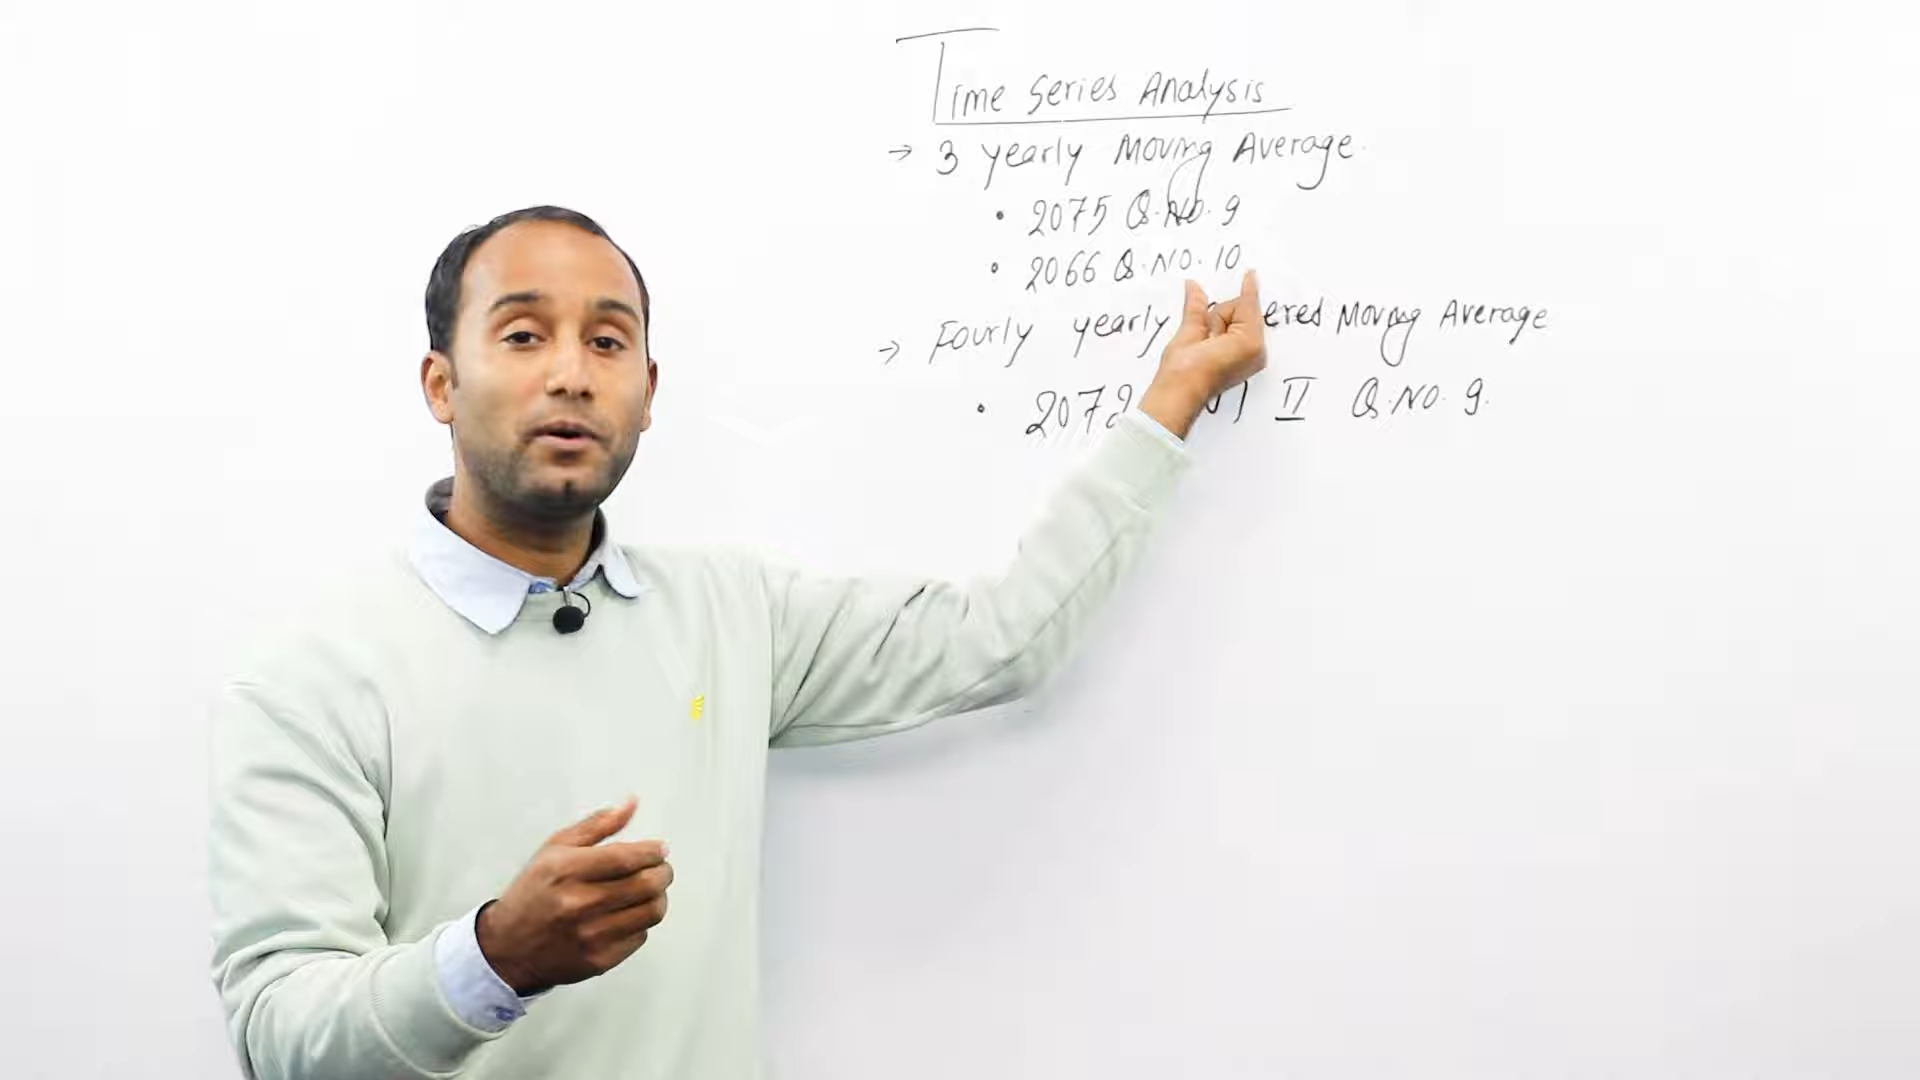 Time Series Analysis
→ 3 yearly Moving Average.
• 2075 Q.No. 9
• 2066 Q.No. 10
→ Fourly yearly Moving Average
• 2072 II Q.No. 9.